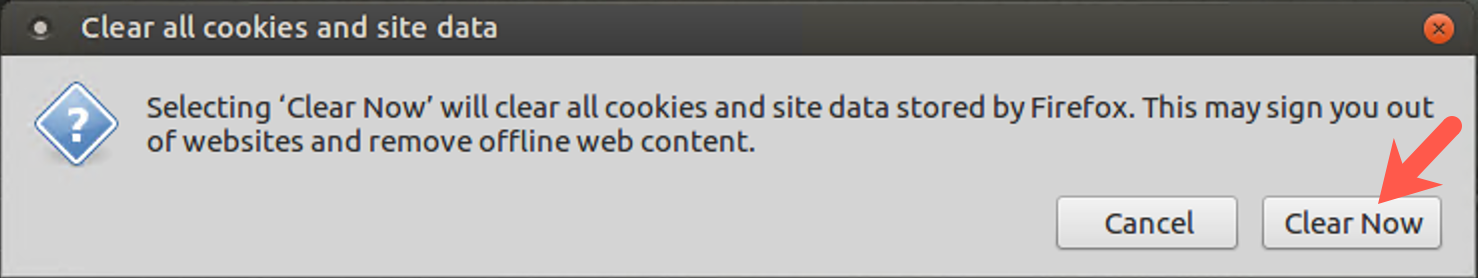 Clear all cookies and site data
Selecting ‘Clear Now’ will clear all cookies and site data stored by Firefox. This may sign you out
of websites and remove offline web content.
Cancel
Clear Now